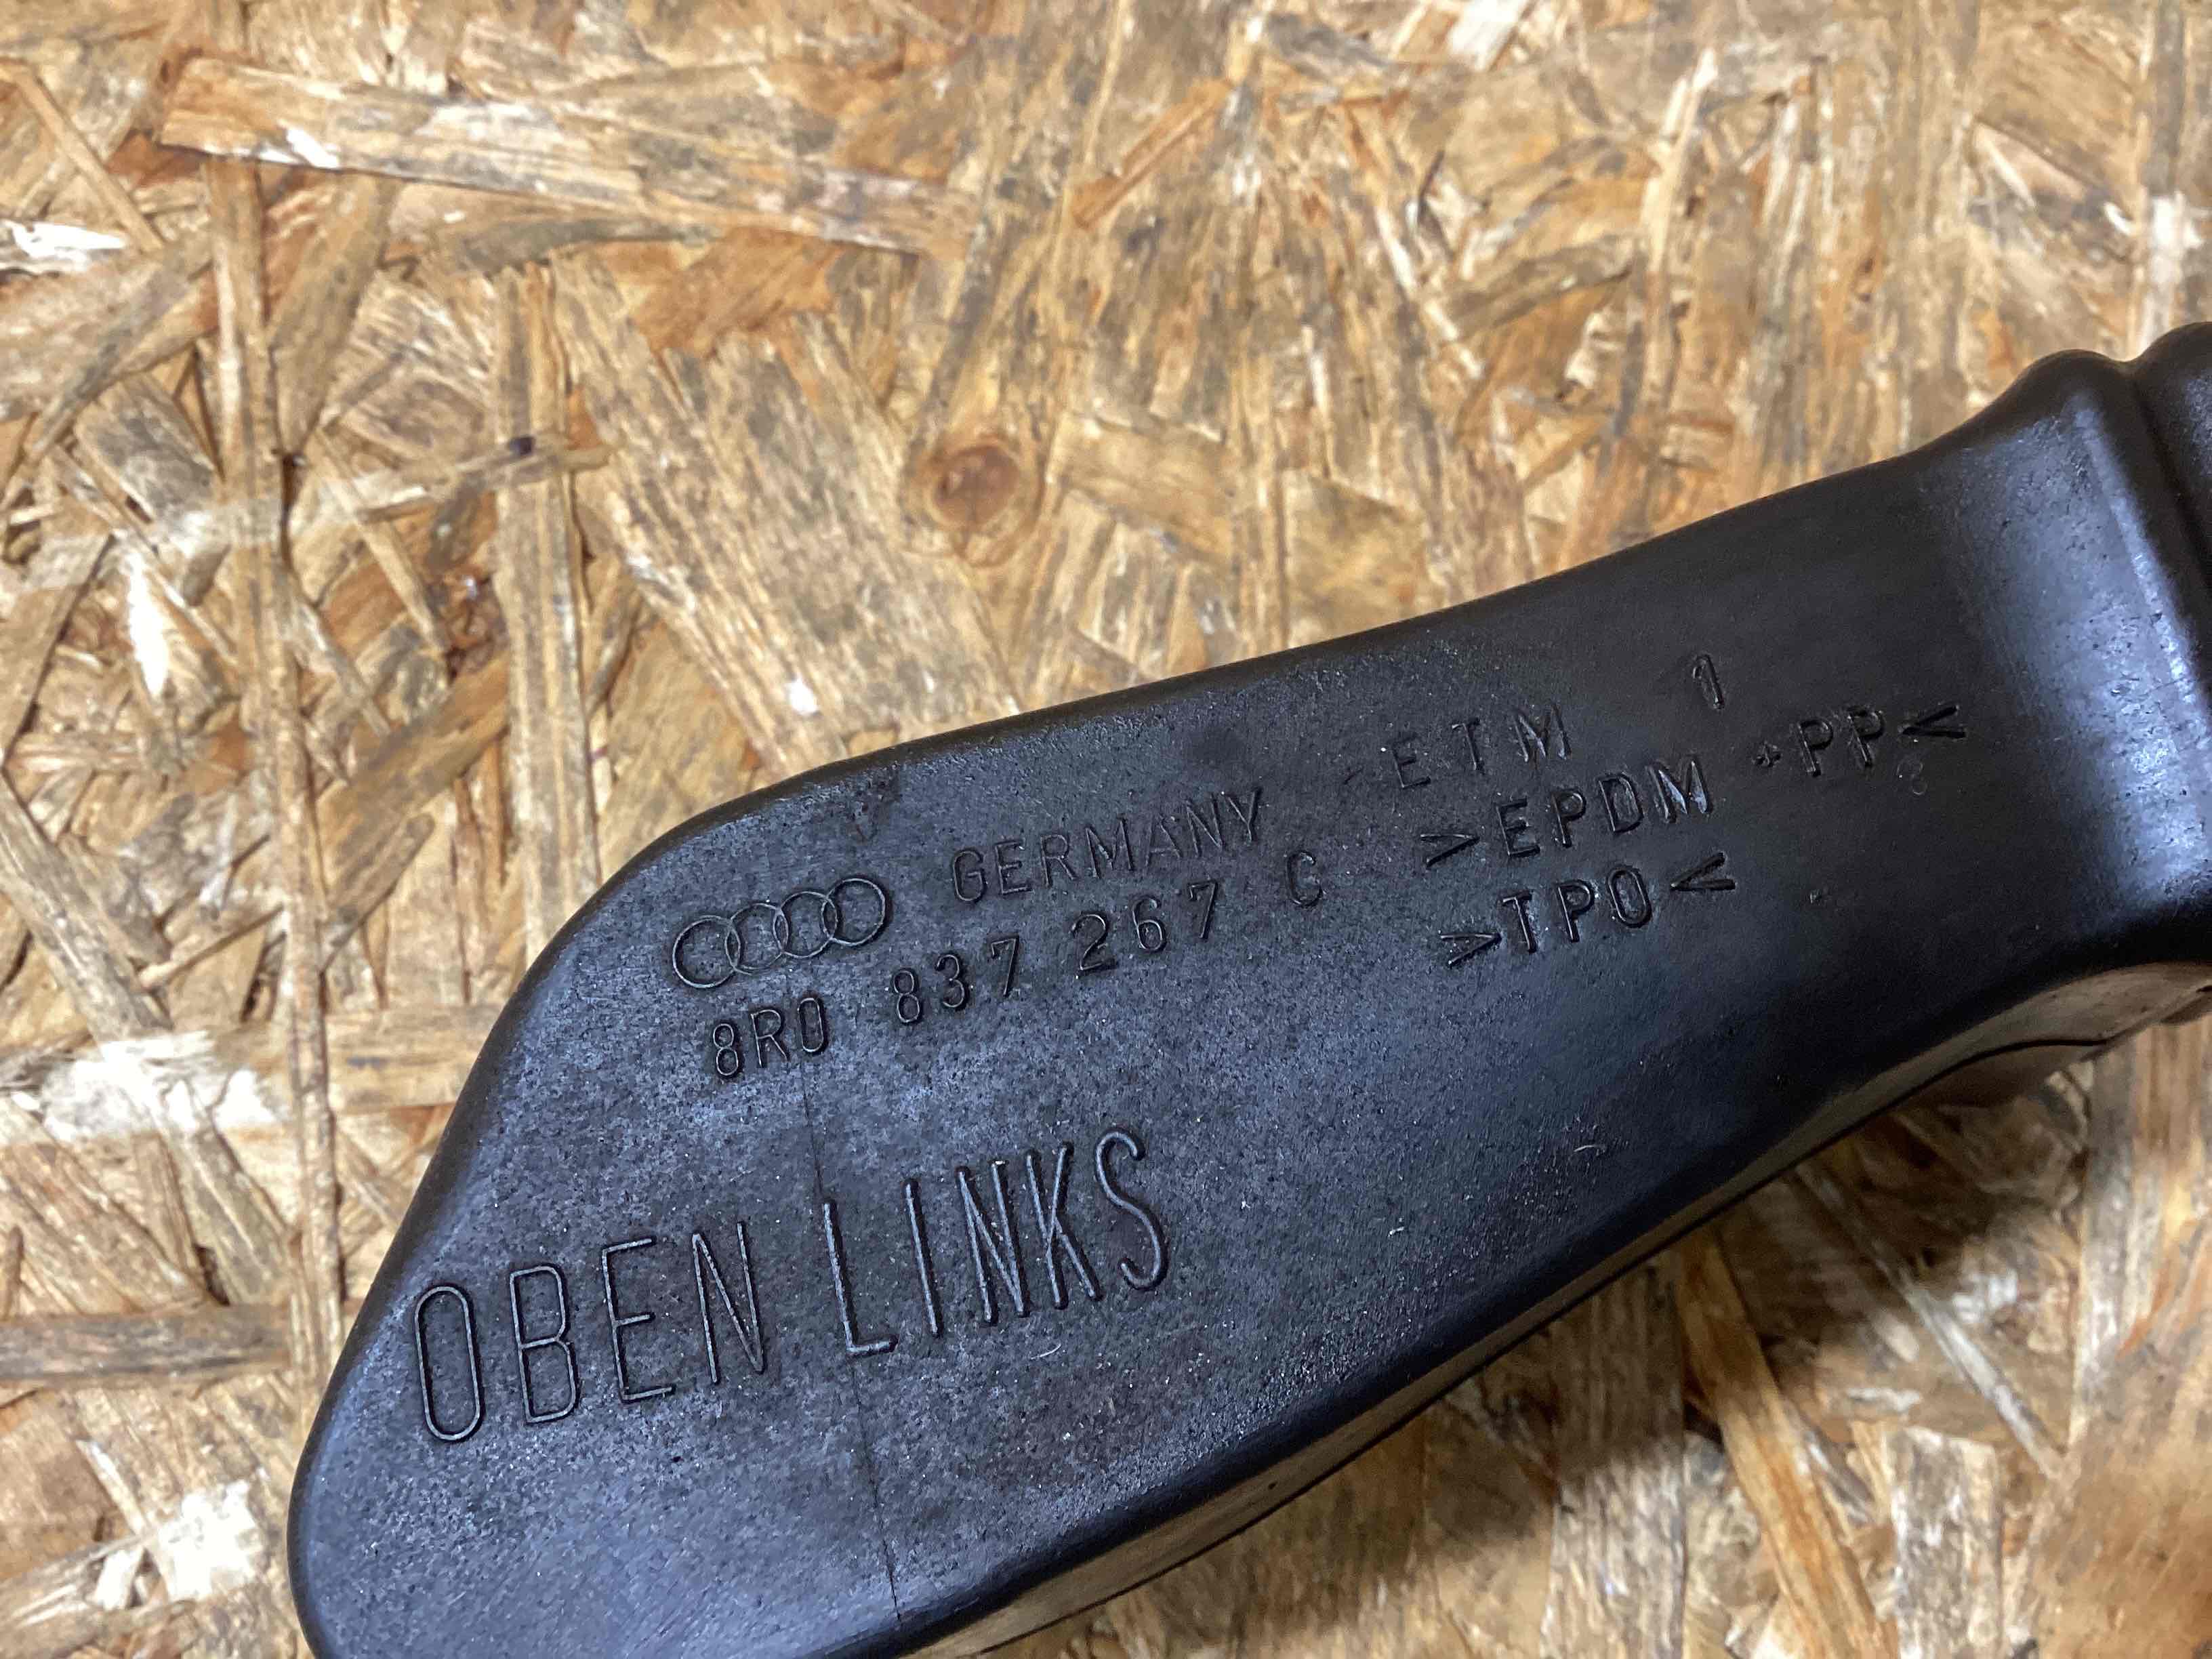 GERMANY
8R0 837 267 C
ETM 1
>EPDM +PP<
>TPO<
OBEN LINKS